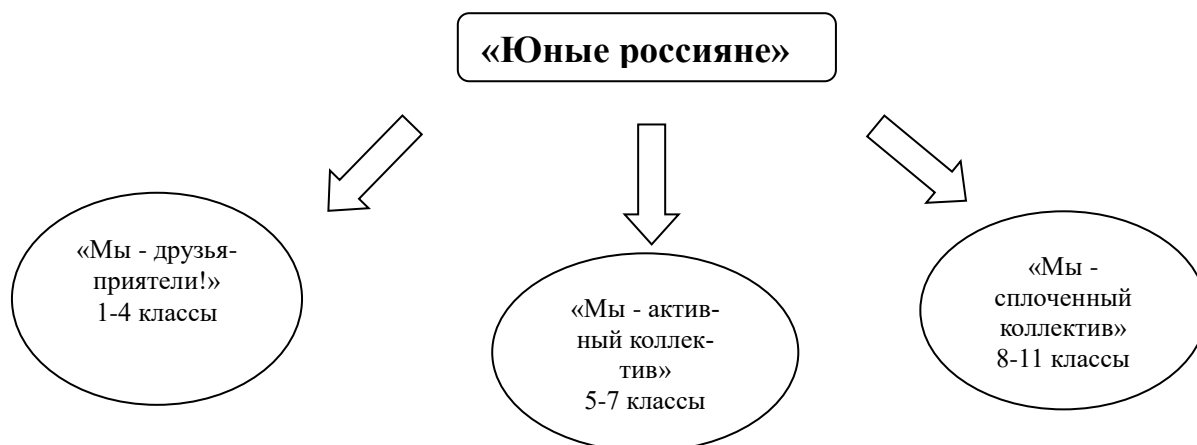 «Юные россияне»
«Мы - друзья-
приятели!»
1-4 классы
«Мы - актив-
ный коллек-
тив»
5-7 классы
«Мы -
сплоченный
коллектив»
8-11 классы